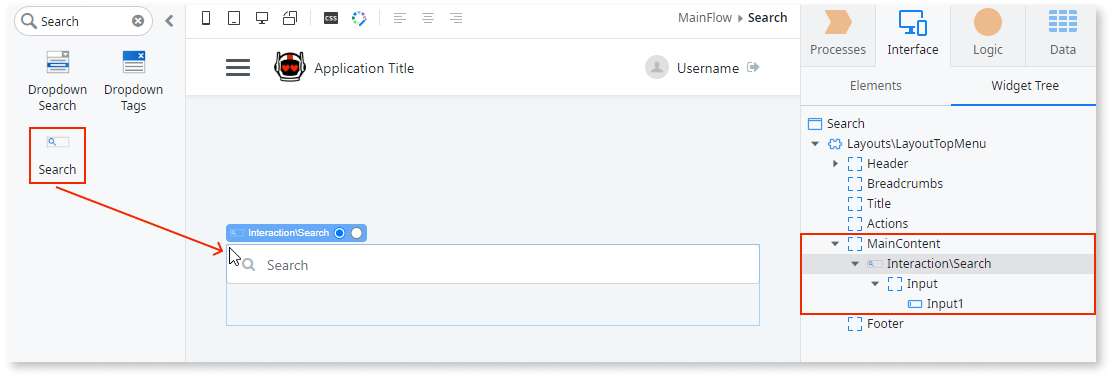 Search
Dropdown
Search
Dropdown
Tags
Search
CSS
MainFlow Search
Application Title
Username
Interaction\Search
Search
Processes
Interface
Logic
Data
Elements
Widget Tree
Search
Layouts\LayoutTopMenu
Header
Breadcrumbs
Title
Actions
MainContent
Interaction\Search
Input
Input1
Footer